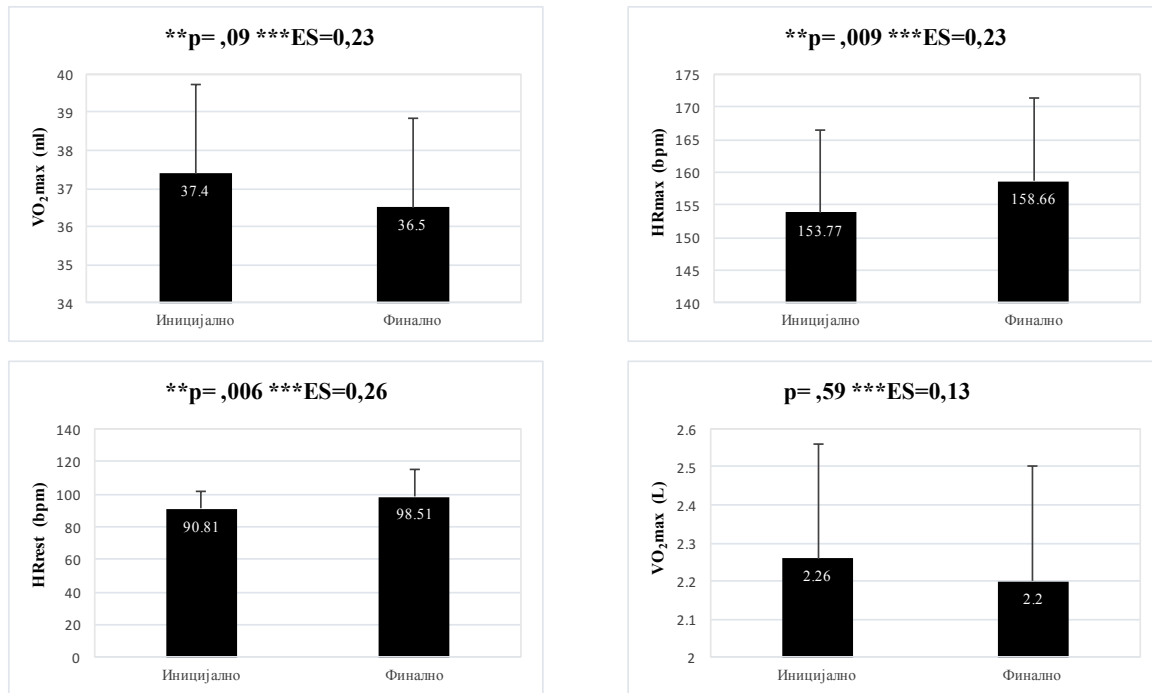 **p= ,09 ***ES=0,23
VO₂max (ml)
40
39
38
37
36
35
34
37.4
36.5
Иницијално
Финално
**p= ,009 ***ES=0,23
HRmax (bpm)
175
170
165
160
155
150
145
140
153.77
158.66
Иницијално
Финално
**p= ,006 ***ES=0,26
HRrest (bpm)
140
120
100
80
60
40
20
0
90.81
98.51
Иницијално
Финално
p= ,59 ***ES=0,13
VO₂max (L)
2.6
2.5
2.4
2.3
2.2
2.1
2
2.26
2.2
Иницијално
Финално